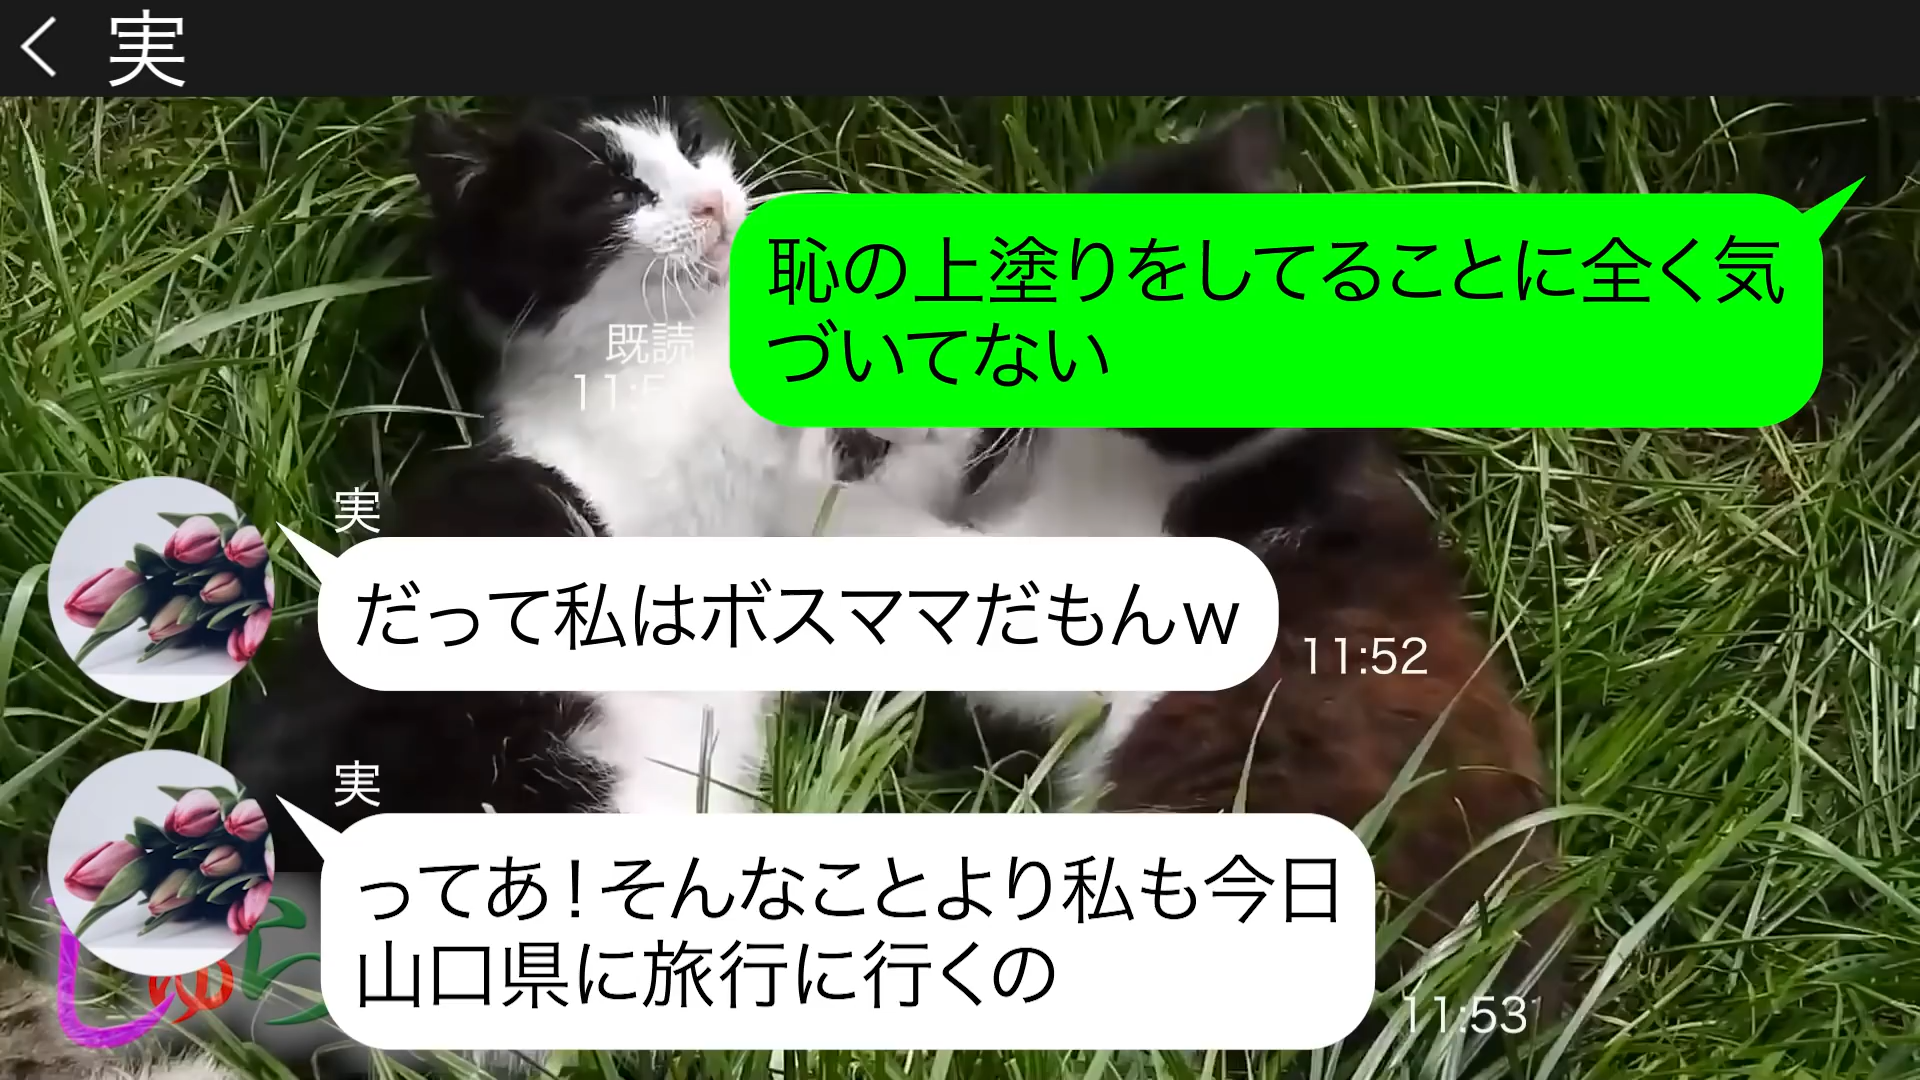 実
恥の上塗りをしてることに全く気
づいてない
既読
実
だって私はボスママだもんw
11:52
実
ってあ!そんなことより私も今日
山口県に旅行に行くの
11:53